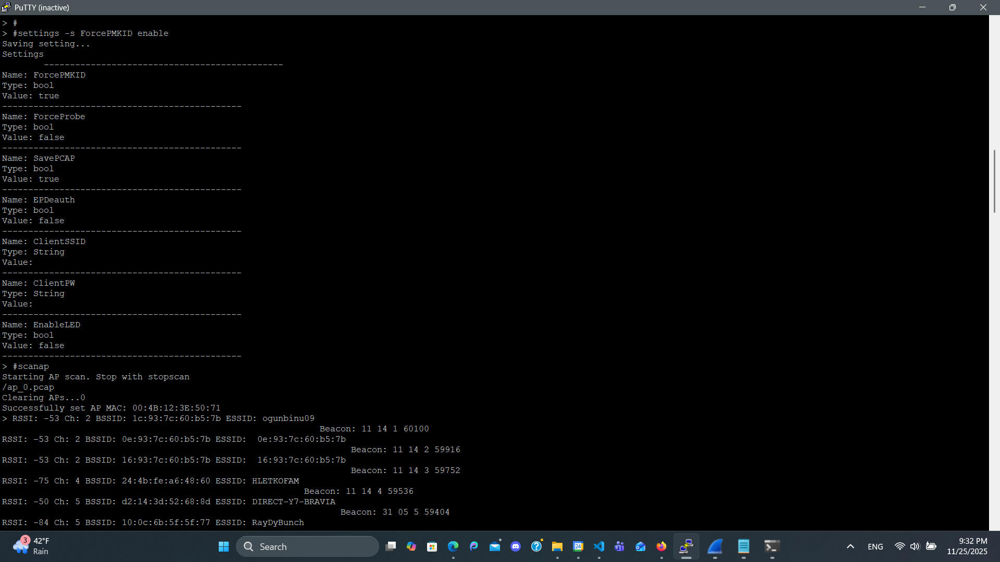 PuTTY (inactive)
> #
> #settings -s ForcePMKID enable
Saving setting...
Settings
----------------------------------------------
Name: ForcePMKID
Type: bool
Value: true
----------------------------------------------
Name: ForceProbe
Type: bool
Value: false
----------------------------------------------
Name: SavePCAP
Type: bool
Value: true
----------------------------------------------
Name: EPDeauth
Type: bool
Value: false
----------------------------------------------
Name: ClientSSID
Type: String
Value:
----------------------------------------------
Name: ClientPW
Type: String
Value:
----------------------------------------------
Name: EnableLED
Type: bool
Value: false
----------------------------------------------
> #scanap
Starting AP scan. Stop with stopscan
/ap_0.pcap
Clearing APs...0
Successfully set AP MAC: 00:4B:12:3E:50:71
> RSSI: -53 Ch: 2 BSSID: 1c:93:7c:60:b5:7b ESSID: ogunbinu09
Beacon: 11 14 1 60100
RSSI: -53 Ch: 2 BSSID: 0e:93:7c:60:b5:7b ESSID:  0e:93:7c:60:b5:7b
Beacon: 11 14 2 59916
RSSI: -53 Ch: 2 BSSID: 16:93:7c:60:b5:7b ESSID:  16:93:7c:60:b5:7b
Beacon: 11 14 3 59752
RSSI: -75 Ch: 4 BSSID: 24:4b:fe:a6:48:60 ESSID: HLETKOFAM
Beacon: 11 14 4 59536
RSSI: -50 Ch: 5 BSSID: d2:14:3d:52:68:8d ESSID: DIRECT-Y7-BRAVIA
Beacon: 31 05 5 59404
RSSI: -84 Ch: 5 BSSID: 10:0c:6b:5f:5f:77 ESSID: RayDyBunch
3
42°F
Rain
Search
24
ENG
9:32 PM
11/25/2025